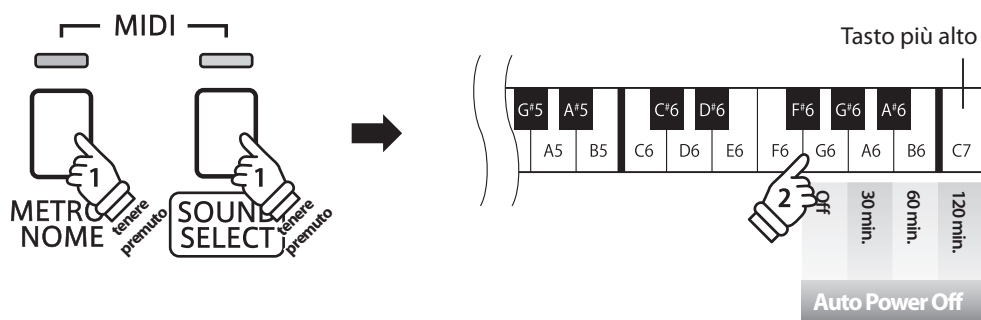 MIDI
METRO
NOME
SOUND
SELECT
1
tenere
premuto
1
tenere
premuto
Tasto più alto
G#5 A#5 C#6 D#6 F#6 G#6 A#6
A5 B5 C6 D6 E6 F6 G6 A6 B6 C7
2
Off
30 min.
60 min.
120 min.
Auto Power Off